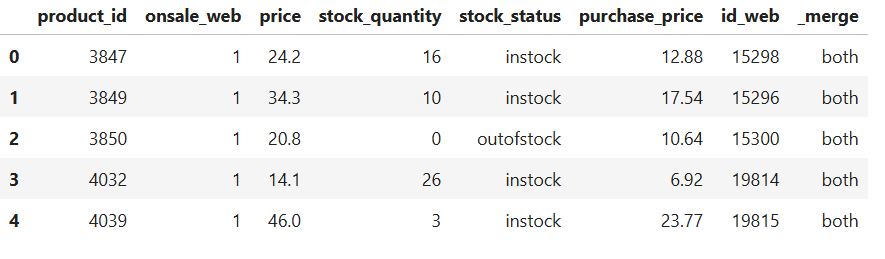 product_id onsale_web price stock_quantity stock_status purchase_price id_web _merge
0 3847 1 24.2 16 instock 12.88 15298 both
1 3849 1 34.3 10 instock 17.54 15296 both
2 3850 1 20.8 0 outofstock 10.64 15300 both
3 4032 1 14.1 26 instock 6.92 19814 both
4 4039 1 46.0 3 instock 23.77 19815 both